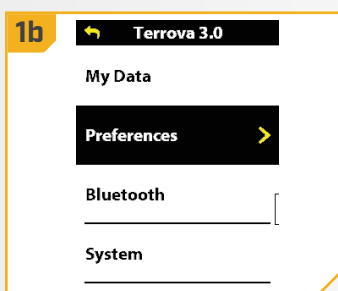 1b
Terrova 3.0
My Data
Preferences
Bluetooth
System